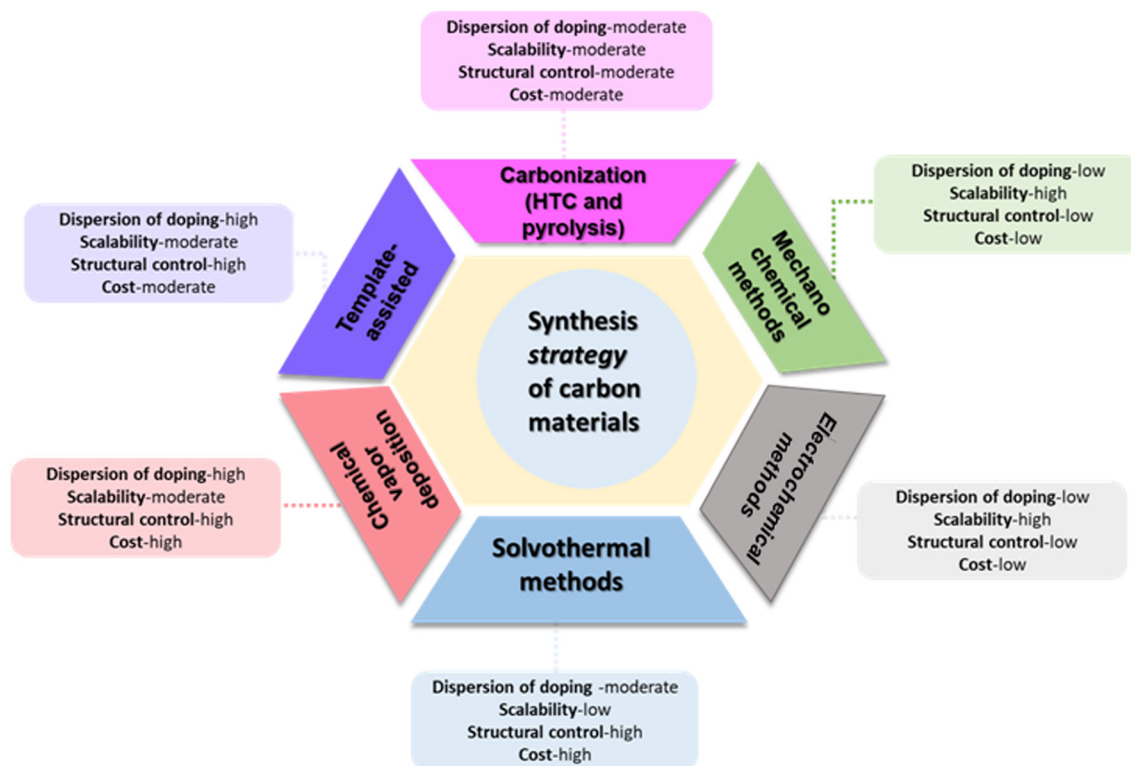 Dispersion of doping-moderate
Scalability-moderate
Structural control-moderate
Cost-moderate
Carbonization
(HTC and
pyrolysis)
Dispersion of doping-low
Scalability-high
Structural control-low
Cost-low
Mechano
chemical
methods
Dispersion of doping-high
Scalability-moderate
Structural control-high
Cost-moderate
Template-
assisted
Synthesis
strategy
of carbon
materials
Chemical
vapor
deposition
Dispersion of doping-high
Scalability-moderate
Structural control-high
Cost-high
Electrochemical
methods
Dispersion of doping-low
Scalability-high
Structural control-low
Cost-low
Solvothermal
methods
Dispersion of doping -moderate
Scalability-low
Structural control-high
Cost-high